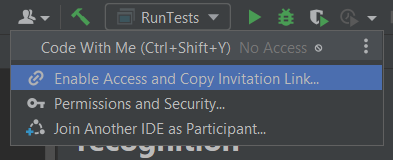 RunTests
Code With Me (Ctrl+Shift+Y) No Access
Enable Access and Copy Invitation Link...
Permissions and Security...
Join Another IDE as Participant...
recognition